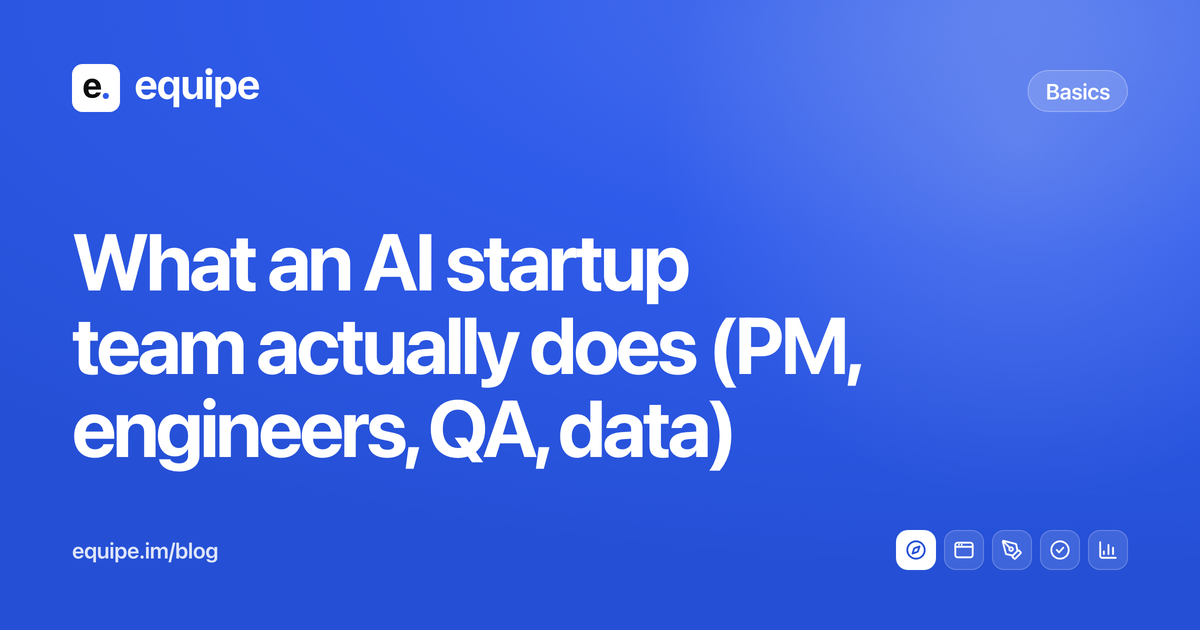 e. equipe
Basics
What an AI startup
team actually does (PM,
engineers, QA, data)
equipe.im/blog